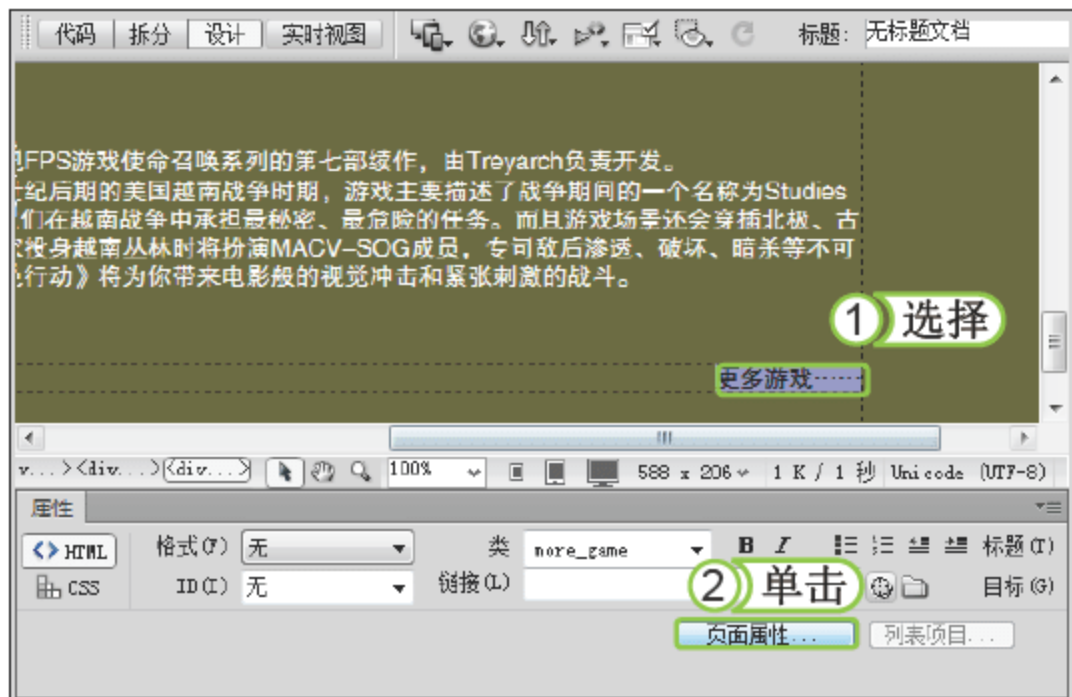 代码 拆分 设计 实时视图 标题: 无标题文档
FPS游戏使命召唤系列的第七部续作，由Treyarch负责开发。
纪后期的美国越南战争时期，游戏主要描述了战争期间的一个名称为Studies
们在越南战争中承担最秘密、最危险的任务。而且游戏场景还会穿插北极、古
投身越南丛林时将扮演MACV-SOG成员，专司敌后渗透、破坏、暗杀等不可
行动》将为你带来电影般的视觉冲击和紧张刺激的战斗。
1 选择
更多游戏……
v...><div...><div...> 100% 588 x 206 1 K / 1 秒 Unicode (UTF-8)
属性
<> HTML 格式(F) 无 类 more_game B I 标题(T)
CSS ID(I) 无 链接(L) 2 单击 目标(G)
页面属性... 列表项目...